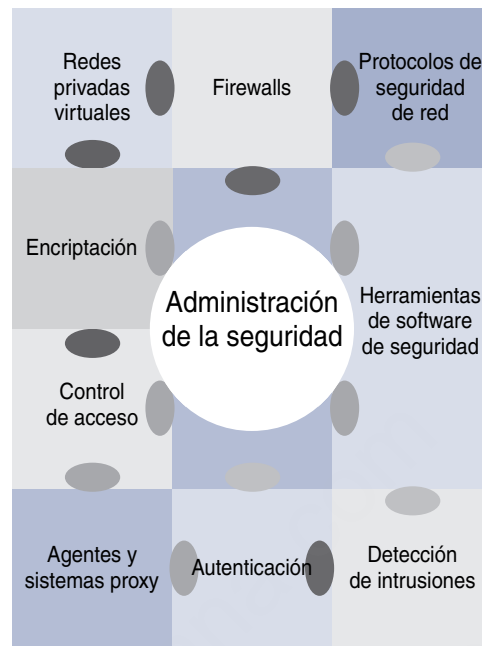 Redes
privadas
virtuales
Firewalls
Protocolos de
seguridad
de red
Encriptación
Administración
de la seguridad
Herramientas
de software
de seguridad
Control
de acceso
Agentes y
sistemas proxy
Autenticación
Detección
de intrusiones